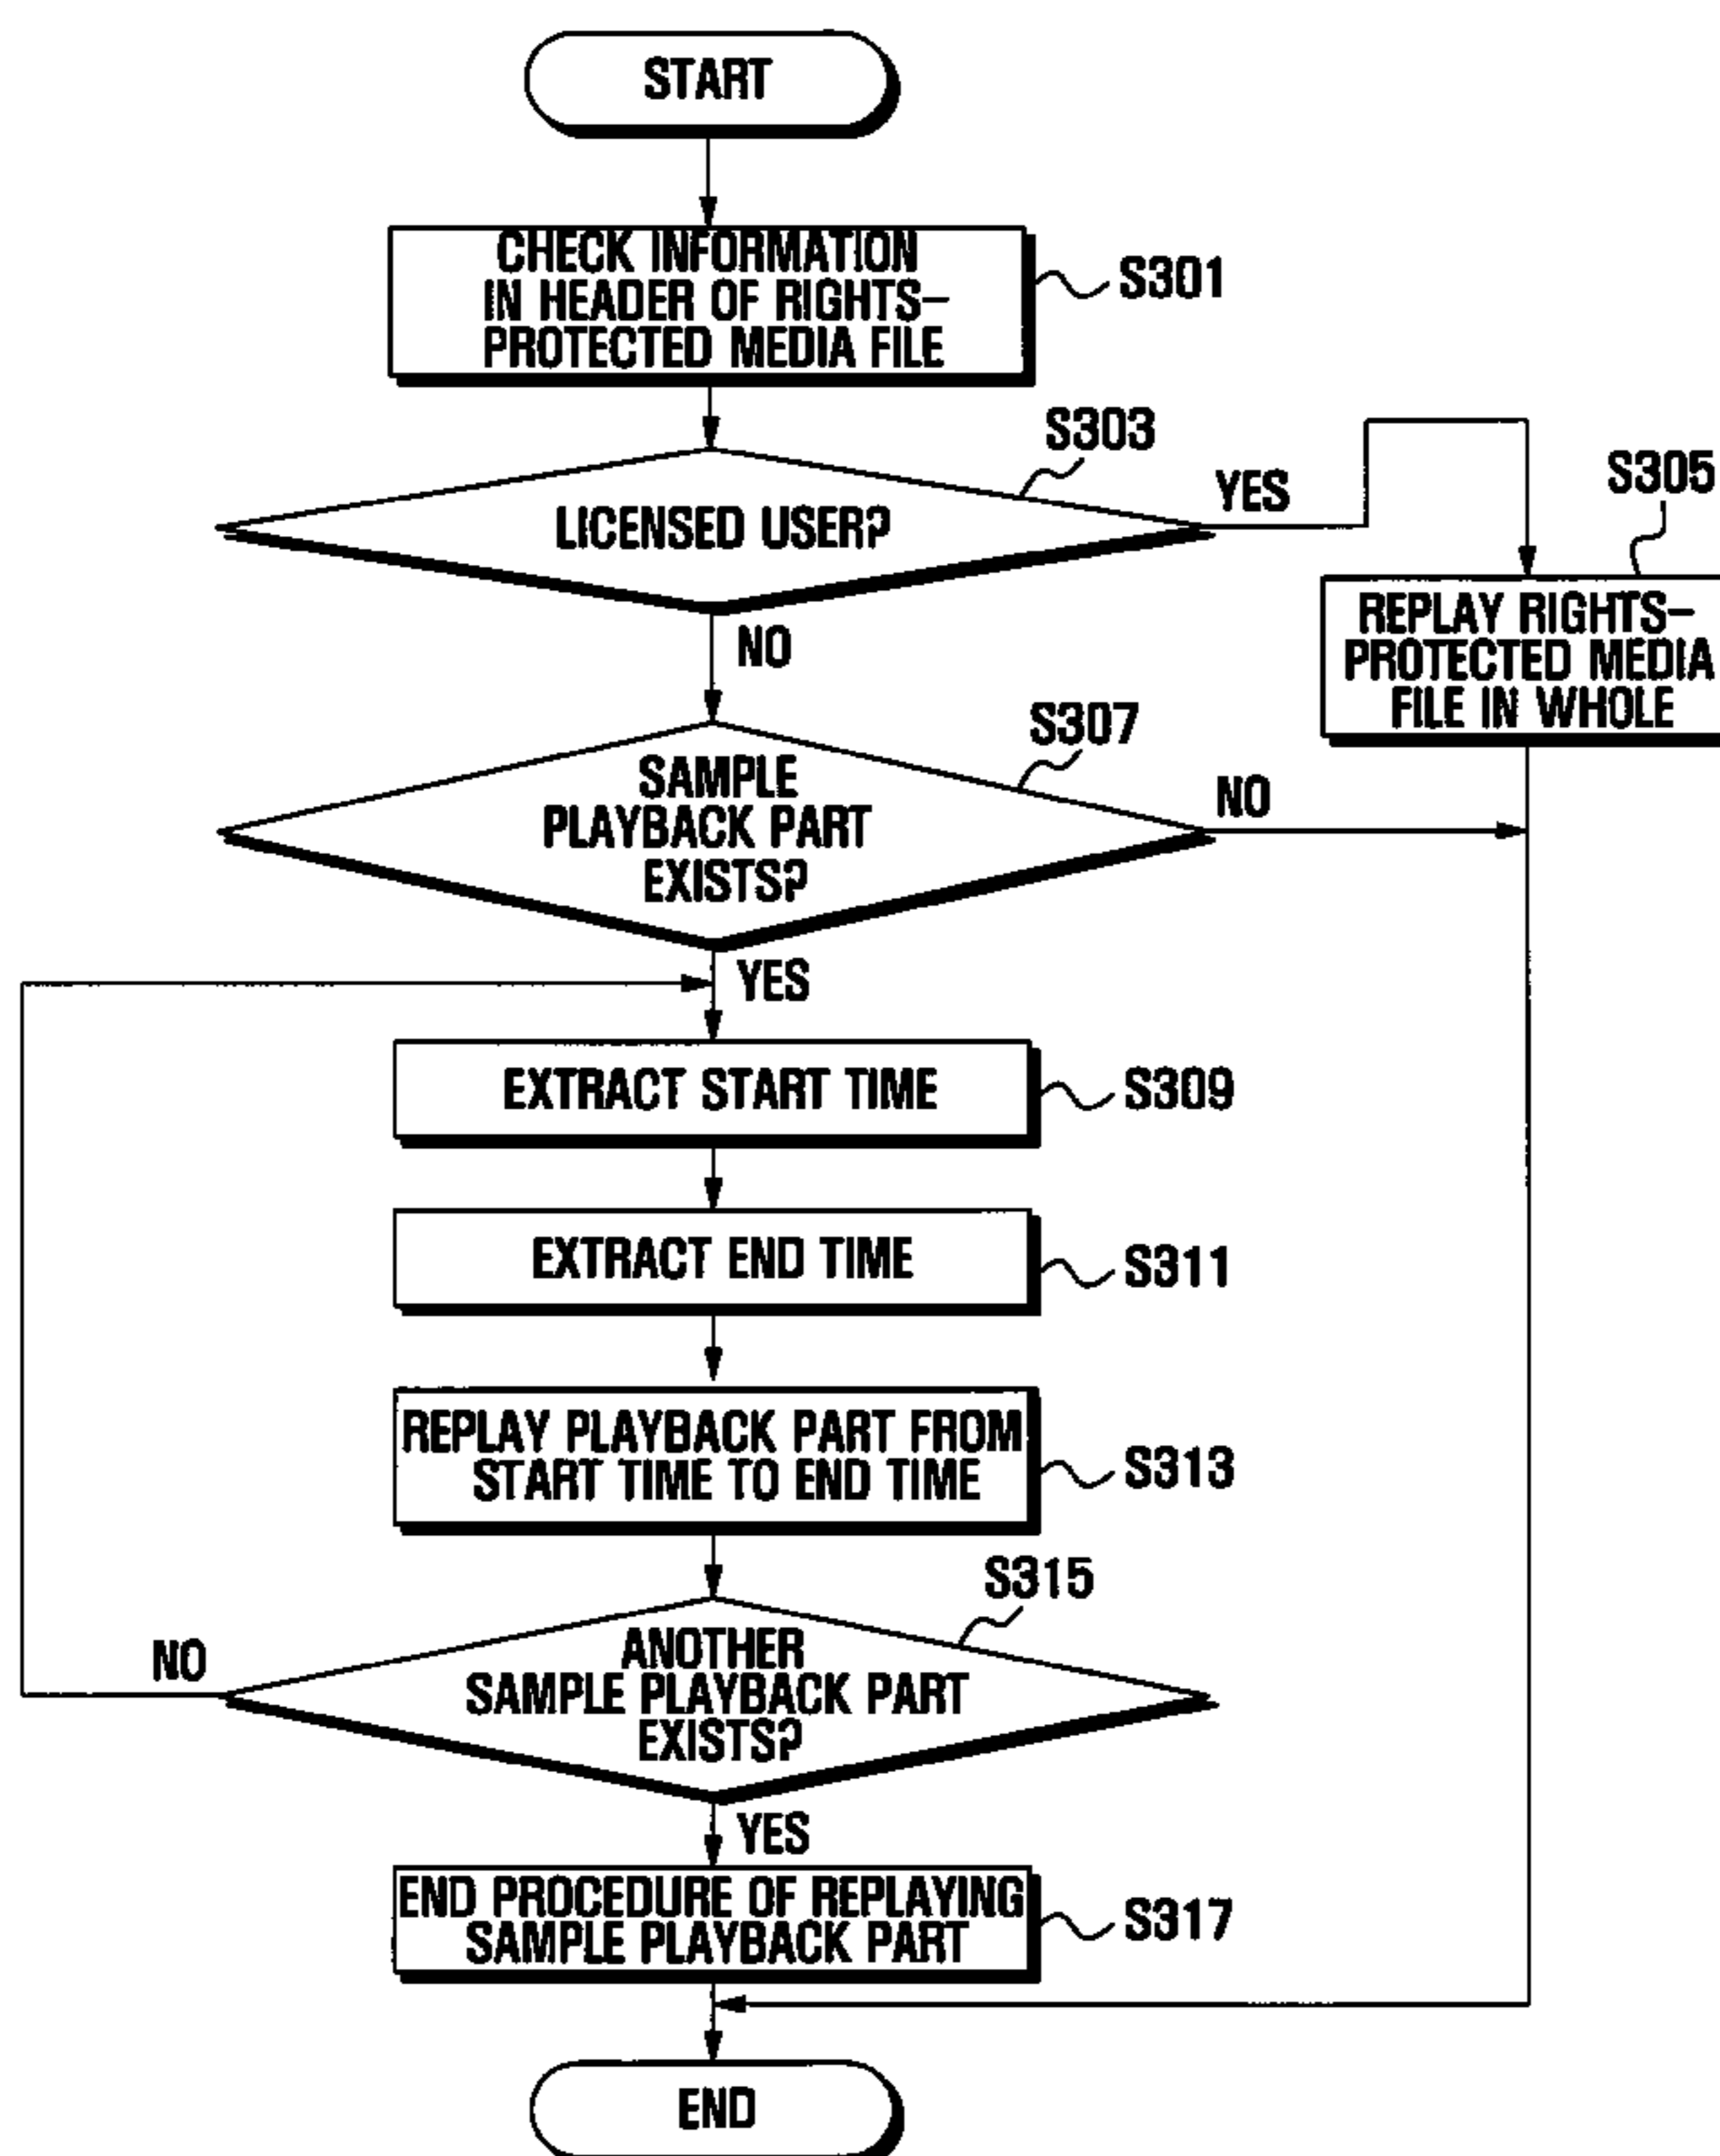 START
CHECK INFORMATION
IN HEADER OF RIGHTS-
PROTECTED MEDIA FILE
S301
S303
LICENSED USER?
YES
S305
REPLAY RIGHTS-
PROTECTED MEDIA
FILE IN WHOLE
NO
S307
SAMPLE
PLAYBACK PART
EXISTS?
NO
YES
EXTRACT START TIME
S309
EXTRACT END TIME
S311
REPLAY PLAYBACK PART FROM
START TIME TO END TIME
S313
S315
ANOTHER
SAMPLE PLAYBACK PART
EXISTS?
NO
YES
END PROCEDURE OF REPLAYING
SAMPLE PLAYBACK PART
S317
END